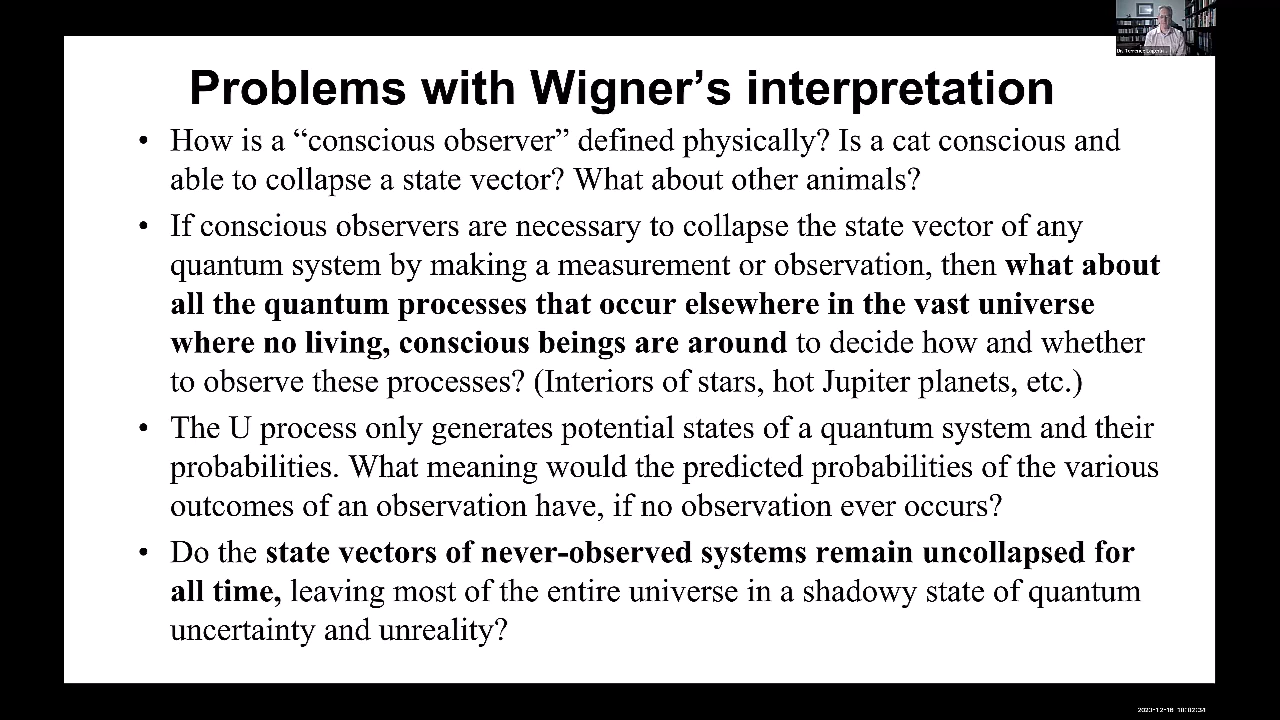 Problems with Wigner’s interpretation
• How is a “conscious observer” defined physically? Is a cat conscious and
able to collapse a state vector? What about other animals?
• If conscious observers are necessary to collapse the state vector of any
quantum system by making a measurement or observation, then what about
all the quantum processes that occur elsewhere in the vast universe
where no living, conscious beings are around to decide how and whether
to observe these processes? (Interiors of stars, hot Jupiter planets, etc.)
• The U process only generates potential states of a quantum system and their
probabilities. What meaning would the predicted probabilities of the various
outcomes of an observation have, if no observation ever occurs?
• Do the state vectors of never-observed systems remain uncollapsed for
all time, leaving most of the entire universe in a shadowy state of quantum
uncertainty and unreality?
Dr. Terrence